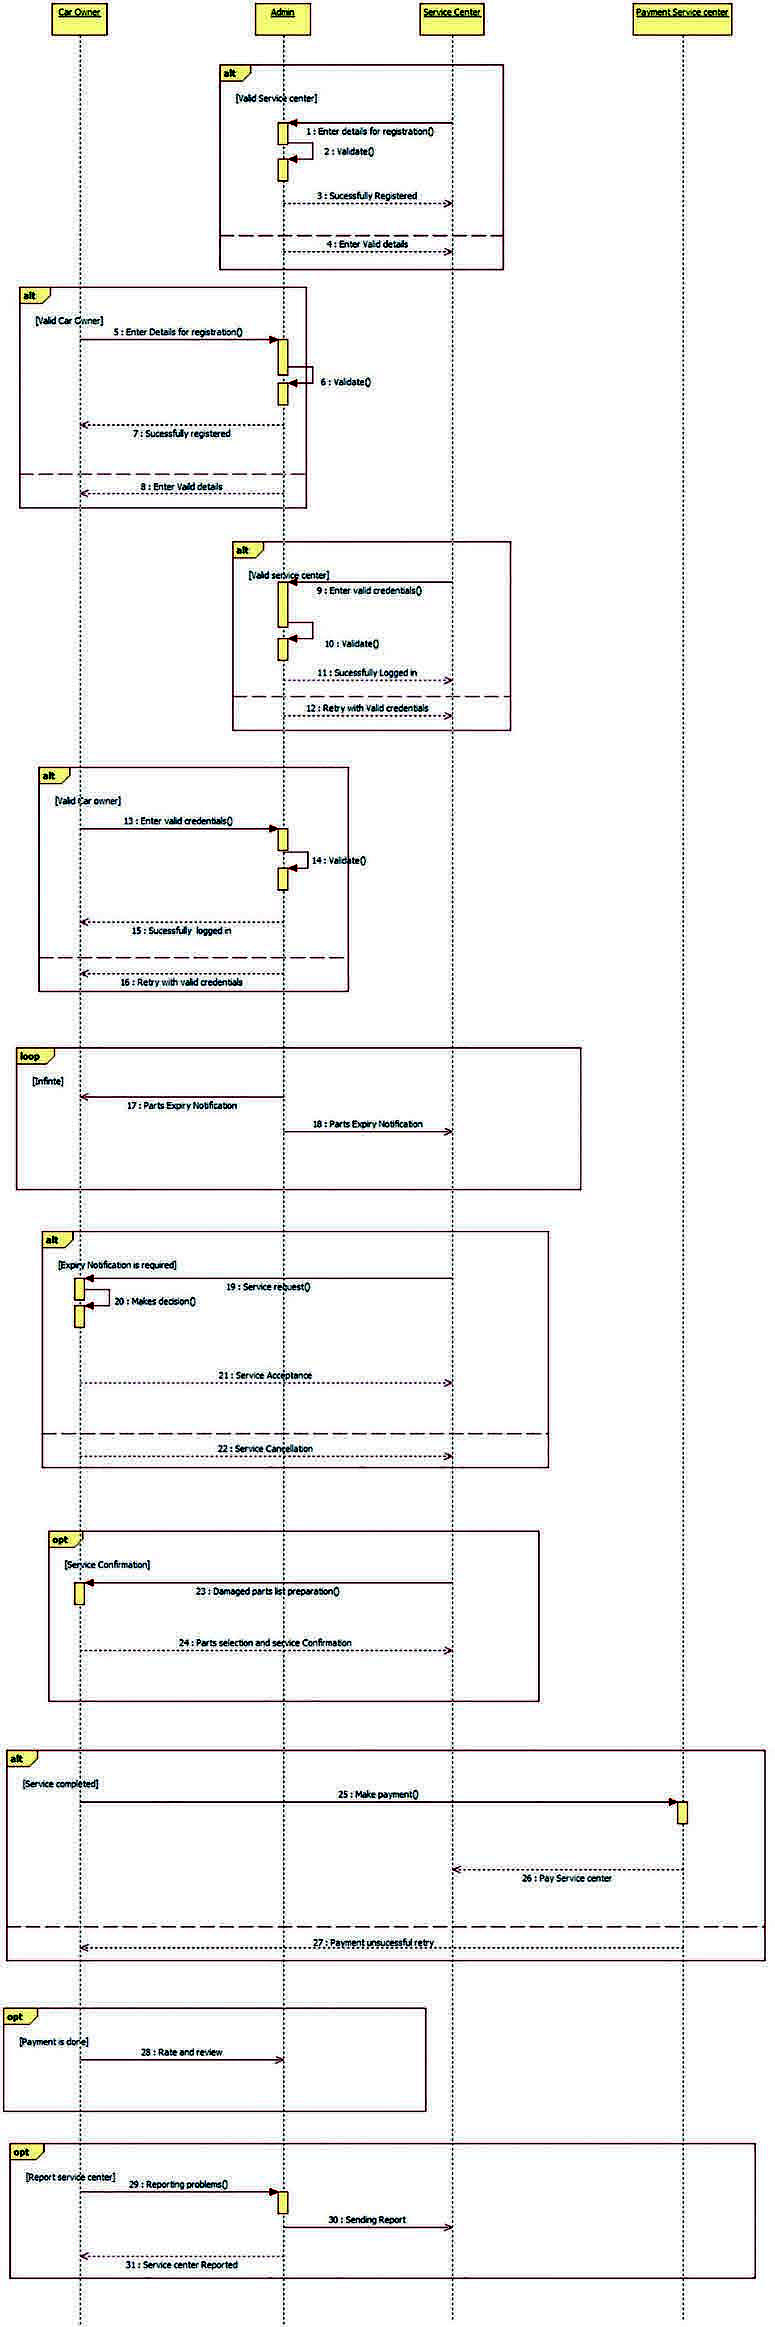 Car Owner
Admin
Service Center
Payment Service center
alt
[Valid Service center]
1 : Enter details for registration()
2 : Validate()
3 : Sucessfully Registered
4 : Enter Valid details
alt
[Valid Car Owner]
5 : Enter Details for registration()
6 : Validate()
7 : Sucessfully registered
8 : Enter Vaild details
alt
[Valid service center]
9 : Enter valid credentials()
10 : Validate()
11 : Sucessfully Logged in
12 : Retry with Valid credentials
alt
[Valid Car owner]
13 : Enter valid credentials()
14 : Validate()
15 : Sucessfully logged in
16 : Retry with valid credentials
loop
[Infinte]
17 : Parts Expiry Notification
18 : Parts Expiry Notification
alt
[Expiry Notification is required]
19 : Service request()
20 : Makes decision()
21 : Service Acceptance
22 : Service Cancellation
opt
[Service Confirmation]
23 : Damaged parts list preparation()
24 : Parts selection and service Confirmation
alt
[Service completed]
25 : Make payment()
26 : Pay Service center
27 : Payment unsucessful retry
opt
[Payment is done]
28 : Rate and review
opt
[Report service center]
29 : Reporting problems()
30 : Sending Report
31 : Service center Reported